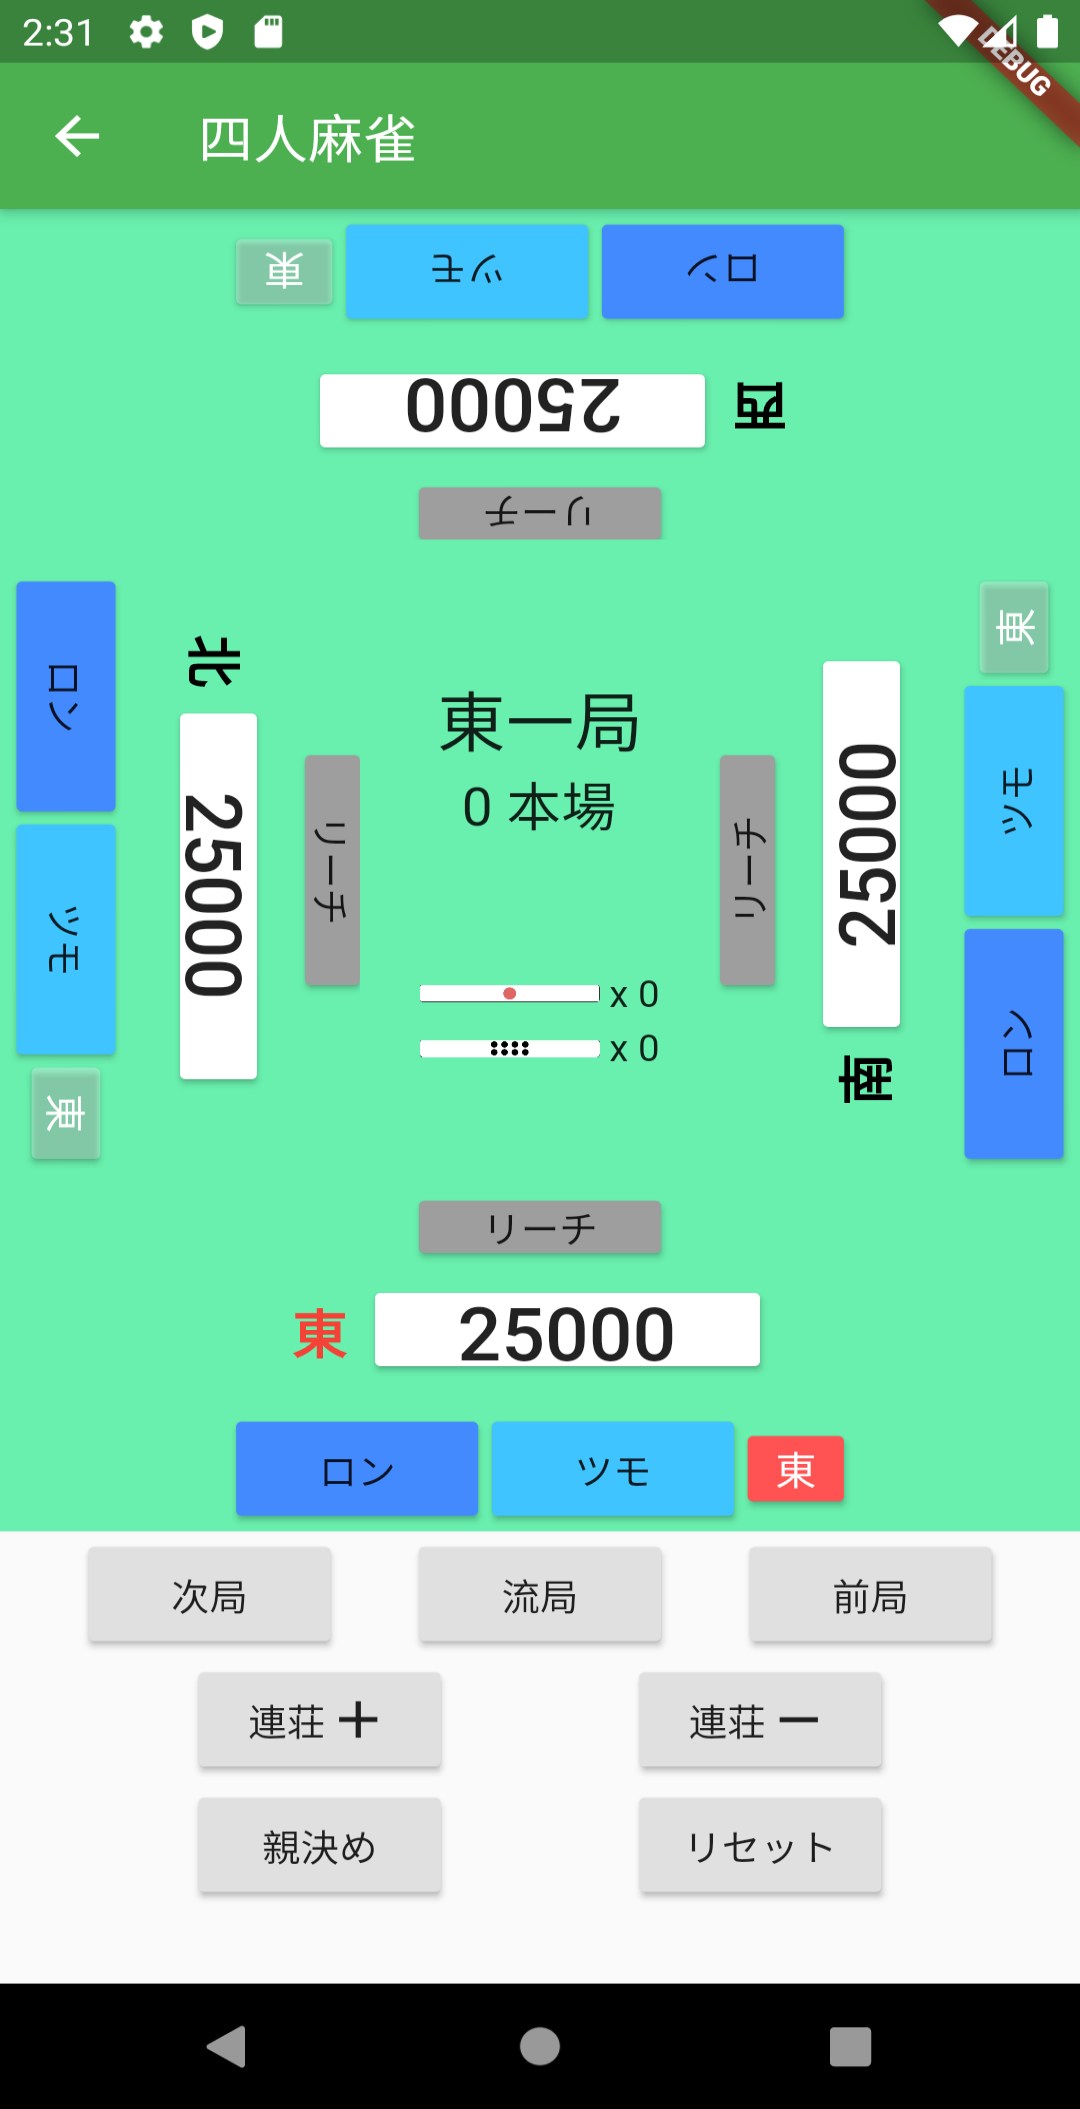 2:31
DEBUG
四人麻雀
東 ツモ ロン
25000 西
リーチ
ロン
ツモ
東
北
25000
リーチ
東一局
0 本場
x 0
x 0
リーチ
25000
南
東
ツモ
ロン
リーチ
東 25000
ロン ツモ 東
次局 流局 前局
連荘 + 連荘 −
親決め リセット